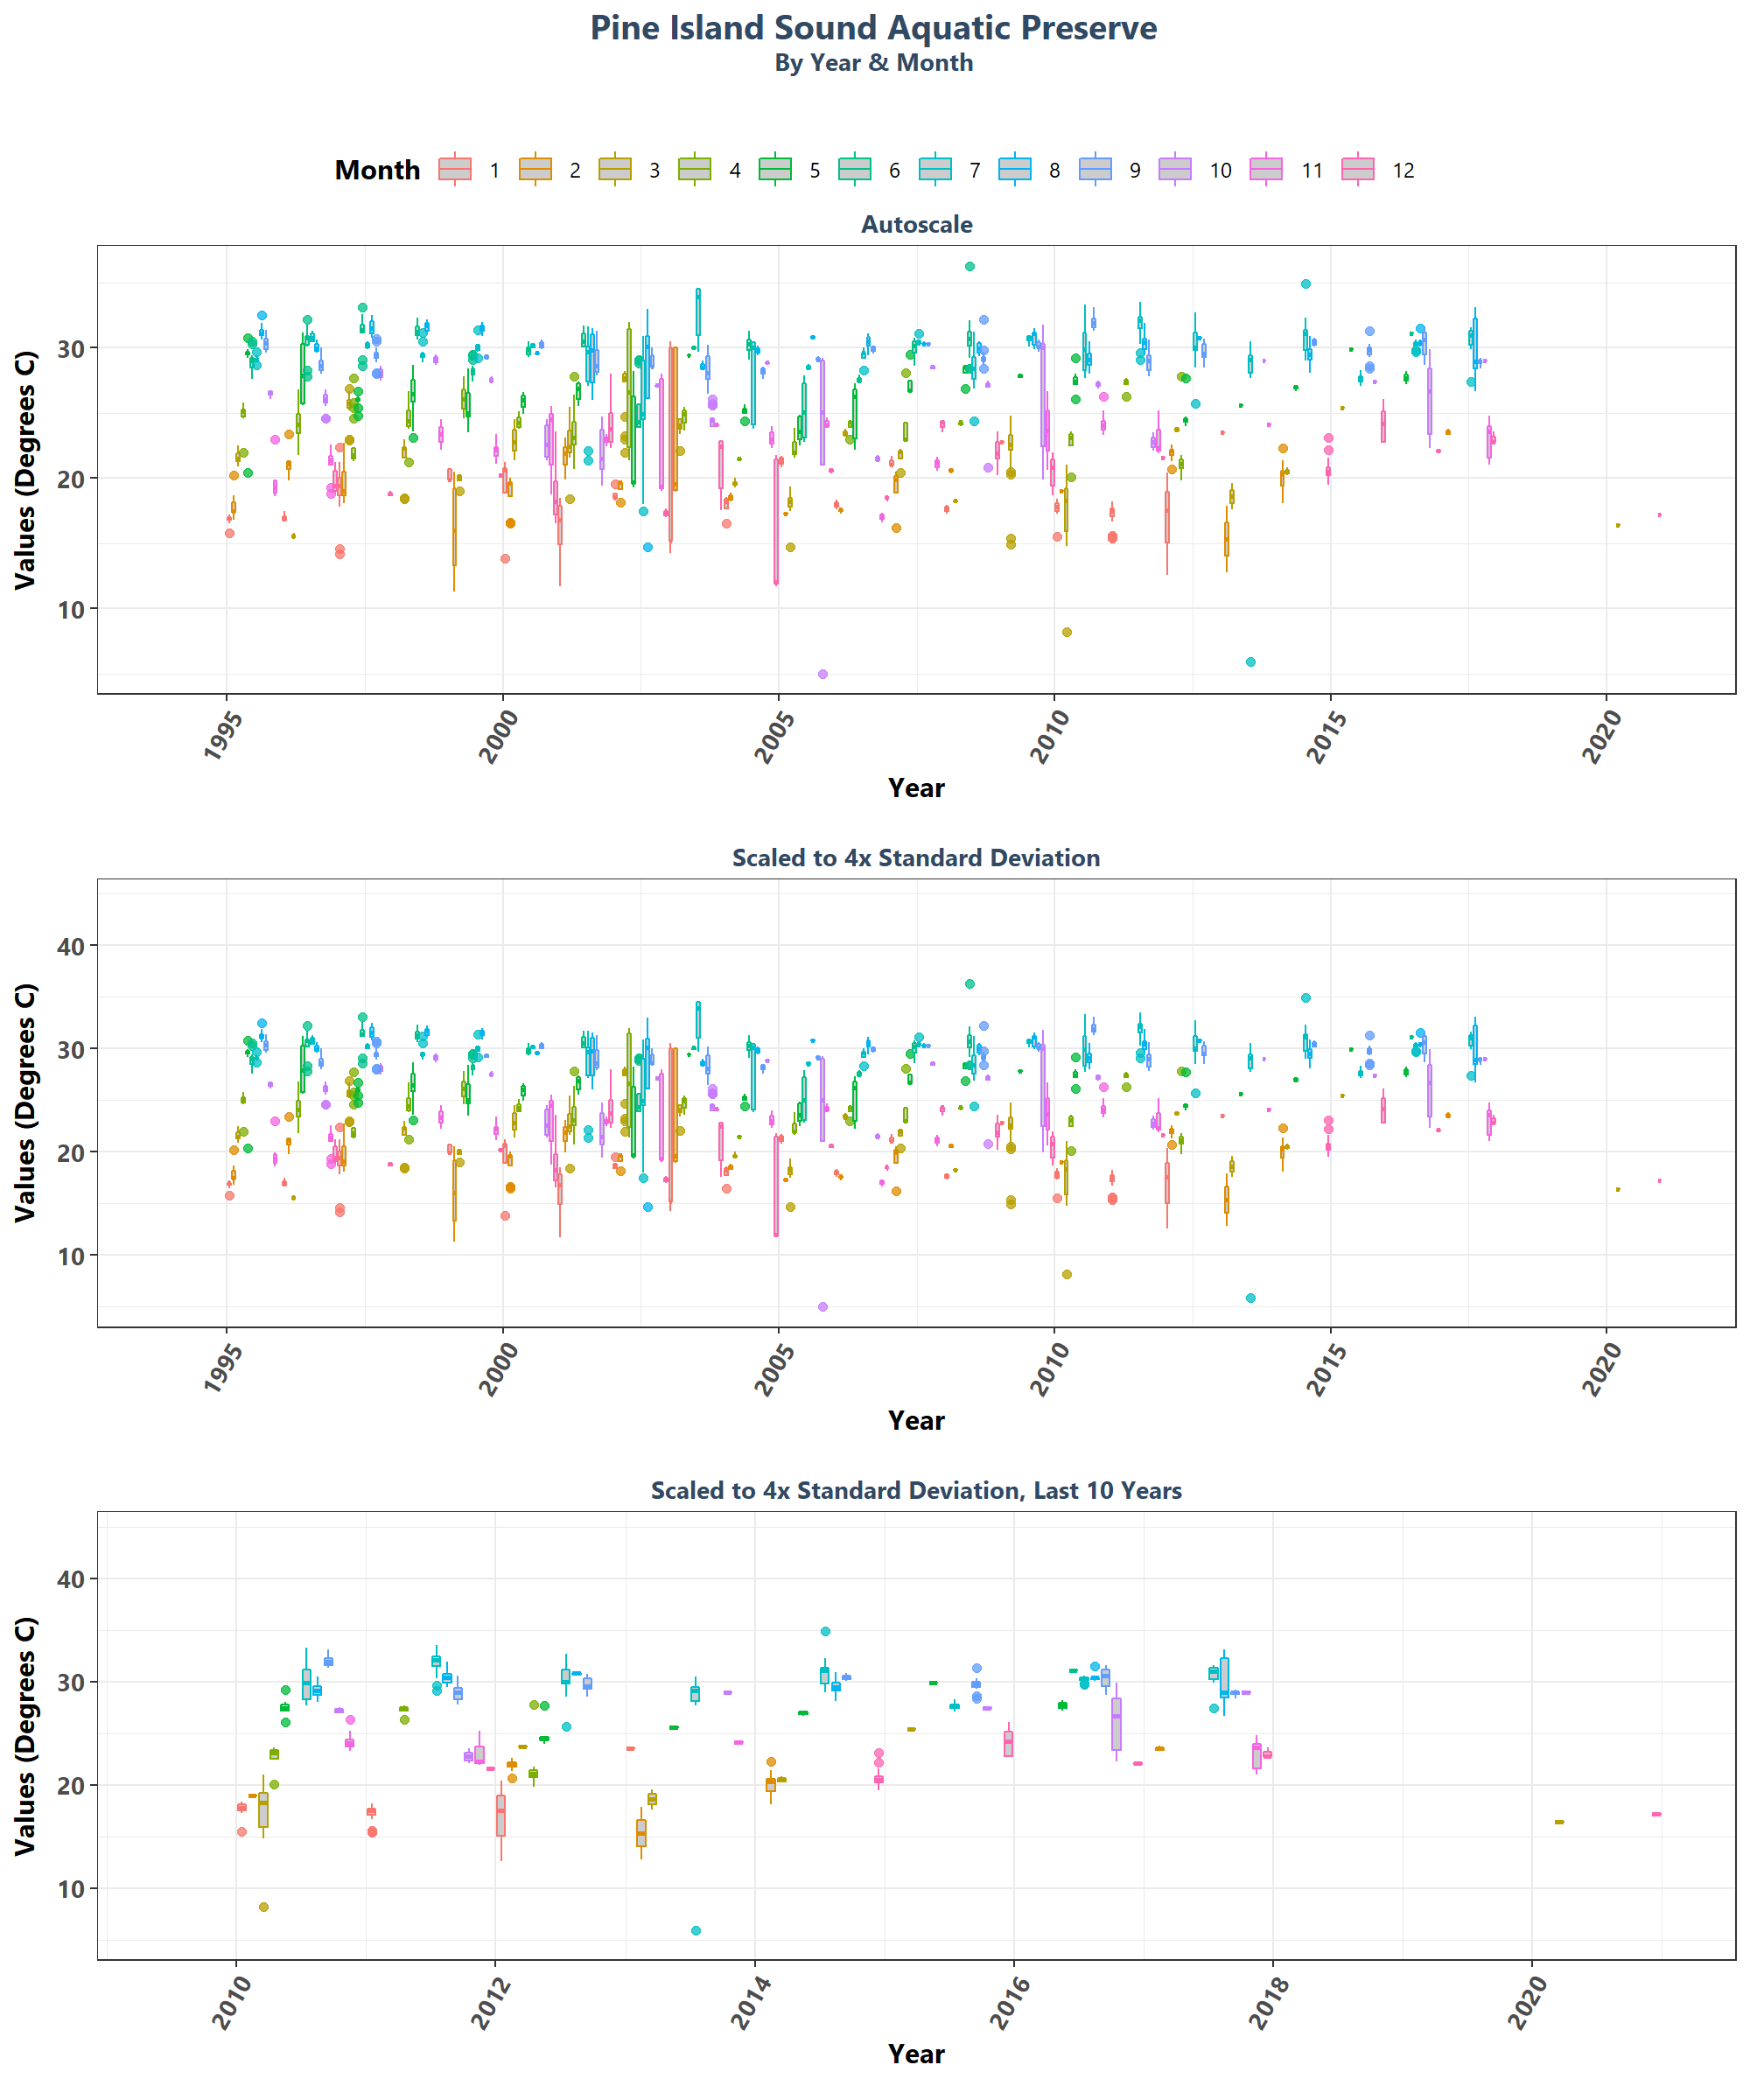 Pine Island Sound Aquatic Preserve
By Year & Month
Month 1 2 3 4 5 6 7 8 9 10 11 12
Autoscale
Values (Degrees C)
30
20
10
1995 2000 2005 2010 2015 2020
Year
Scaled to 4x Standard Deviation
Values (Degrees C)
40
30
20
10
1995 2000 2005 2010 2015 2020
Year
Scaled to 4x Standard Deviation, Last 10 Years
Values (Degrees C)
40
30
20
10
2010 2012 2014 2016 2018 2020
Year